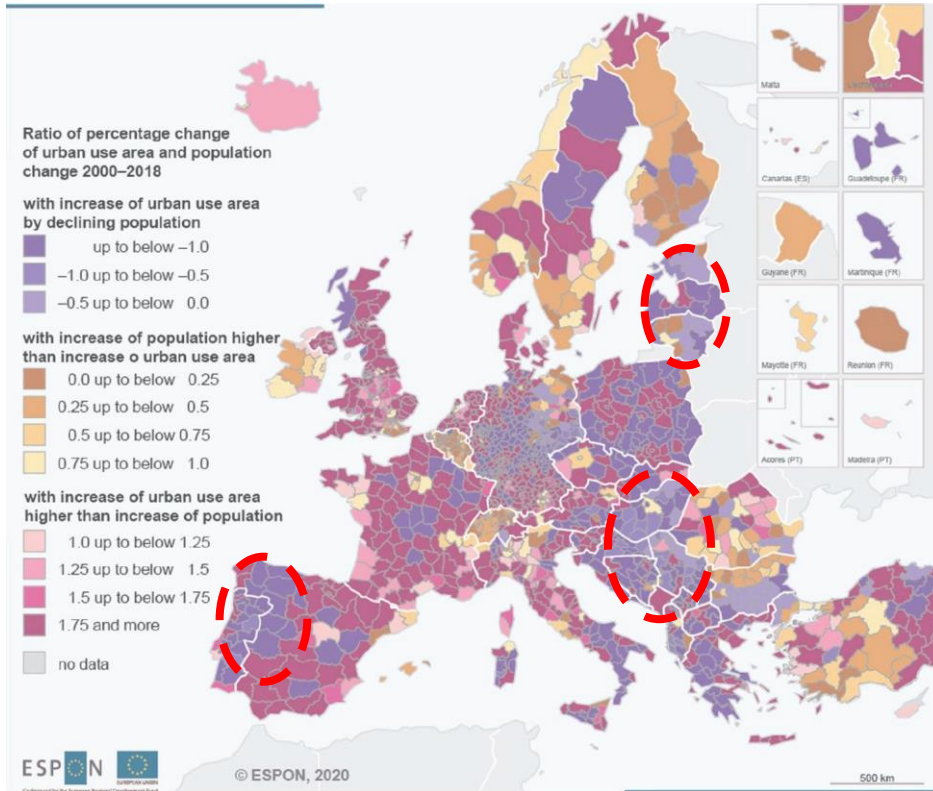 Ratio of percentage change
of urban use area and population
change 2000–2018
with increase of urban use area
by declining population
up to below –1.0
–1.0 up to below –0.5
–0.5 up to below 0.0
with increase of population higher
than increase o urban use area
0.0 up to below 0.25
0.25 up to below 0.5
0.5 up to below 0.75
0.75 up to below 1.0
with increase of urban use area
higher than increase of population
1.0 up to below 1.25
1.25 up to below 1.5
1.5 up to below 1.75
1.75 and more
no data
Malta
Canarias (ES)
Guadeloupe (FR)
Guyane (FR)
Martinique (FR)
Mayotte (FR)
Reunion (FR)
Acores (PT)
Madeira (PT)
ESPON
EUROPEAN UNION
© ESPON, 2020
500 km